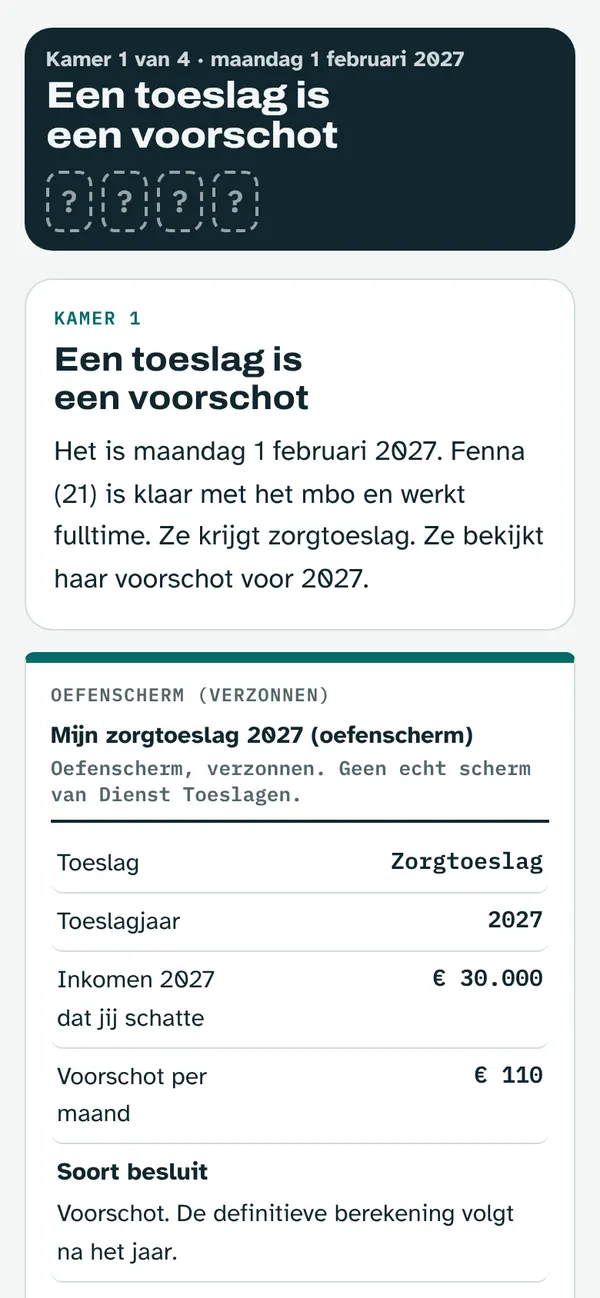 Kamer 1 van 4 · maandag 1 februari 2027
Een toeslag is
een voorschot
? ? ? ?
KAMER 1
Een toeslag is
een voorschot
Het is maandag 1 februari 2027. Fenna
(21) is klaar met het mbo en werkt
fulltime. Ze krijgt zorgtoeslag. Ze bekijkt
haar voorschot voor 2027.
OEFENSCHERM (VERZONNEN)
Mijn zorgtoeslag 2027 (oefenscherm)
Oefenscherm, verzonnen. Geen echt scherm
van Dienst Toeslagen.
Toeslag Zorgtoeslag
Toeslagjaar 2027
Inkomen 2027 € 30.000
dat jij schatte
Voorschot per € 110
maand
Soort besluit
Voorschot. De definitieve berekening volgt
na het jaar.